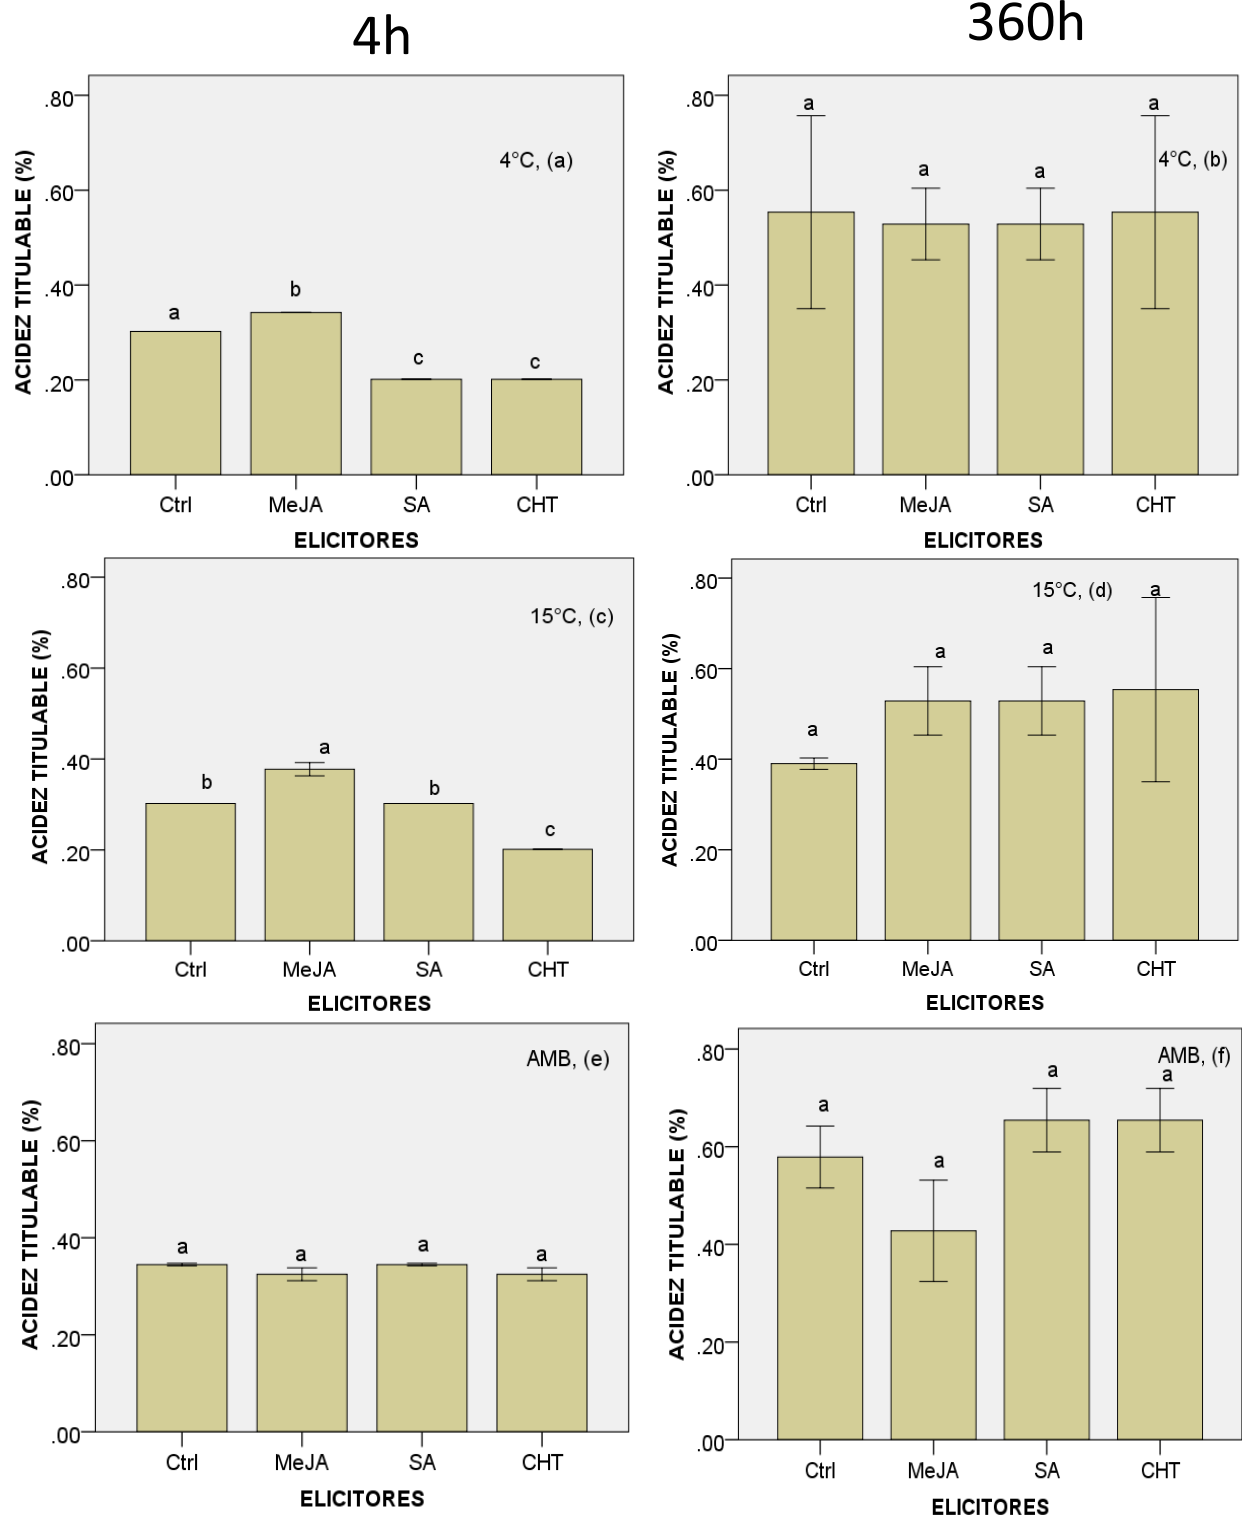 4h
360h
ACIDEZ TITULABLE (%)
.80
.60
.40
.20
.00
4°C, (a)
a
b
c
c
Ctrl MeJA SA CHT
ELICITORES
ACIDEZ TITULABLE (%)
.80
.60
.40
.20
.00
4°C, (b)
a
a
a
a
Ctrl MeJA SA CHT
ELICITORES
ACIDEZ TITULABLE (%)
.80
.60
.40
.20
.00
15°C, (c)
b
a
b
c
Ctrl MeJA SA CHT
ELICITORES
ACIDEZ TITULABLE (%)
.80
.60
.40
.20
.00
15°C, (d)
a
a
a
a
Ctrl MeJA SA CHT
ELICITORES
ACIDEZ TITULABLE (%)
.80
.60
.40
.20
.00
AMB, (e)
a
a
a
a
Ctrl MeJA SA CHT
ELICITORES
ACIDEZ TITULABLE (%)
.80
.60
.40
.20
.00
AMB, (f)
a
a
a
a
Ctrl MeJA SA CHT
ELICITORES